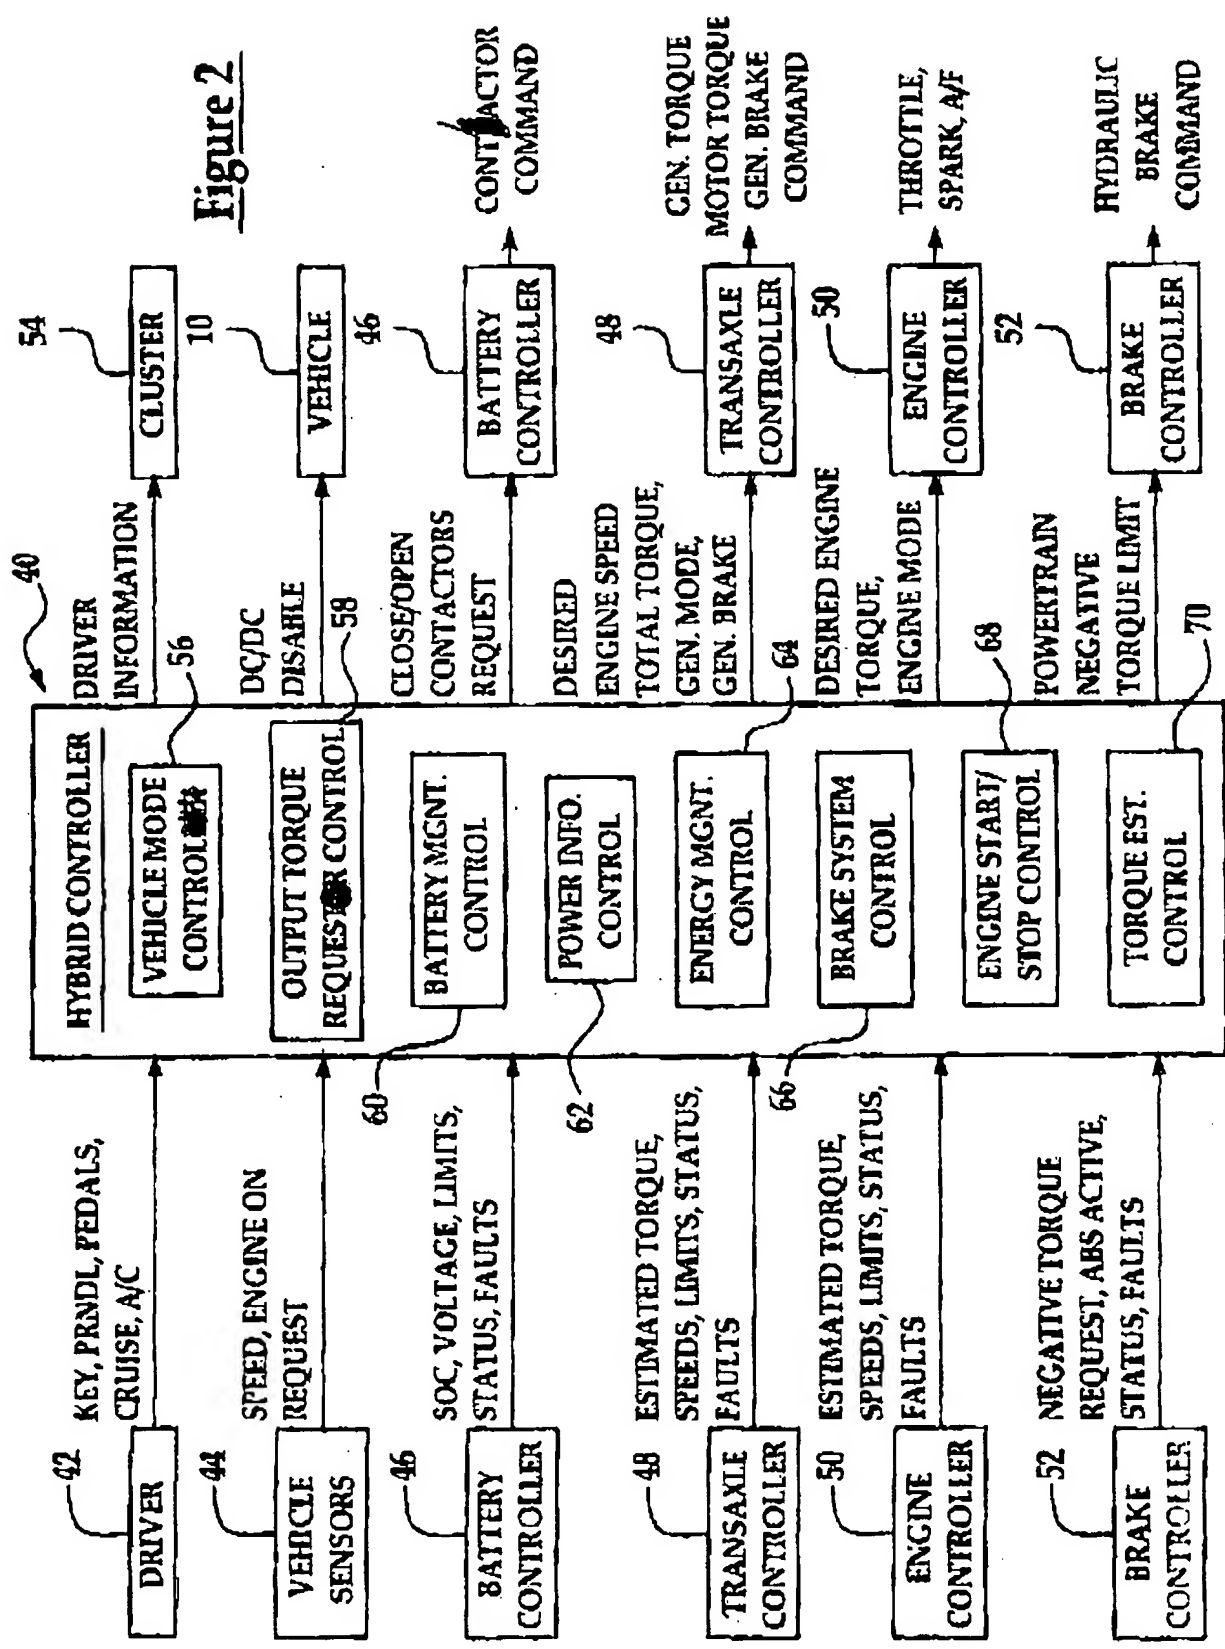 Figure 2
40
42
DRIVER
KEY, PRNDL, PEDALS,
CRUISE, A/C
44
VEHICLE
SENSORS
SPEED, ENGINE ON
REQUEST
46
BATTERY
CONTROLLER
SOC, VOLTAGE, LIMITS,
STATUS, FAULTS
48
TRANSAXLE
CONTROLLER
ESTIMATED TORQUE,
SPEEDS, LIMITS, STATUS,
FAULTS
50
ENGINE
CONTROLLER
ESTIMATED TORQUE,
SPEEDS, LIMITS, STATUS,
FAULTS
52
BRAKE
CONTROLLER
NEGATIVE TORQUE
REQUEST, ABS ACTIVE,
STATUS, FAULTS
HYBRID CONTROLLER
VEHICLE MODE
CONTROL
56
OUTPUT TORQUE
REQUEST CONTROL
58
BATTERY MGNT.
CONTROL
60
POWER INFO.
CONTROL
62
ENERGY MGNT.
CONTROL
64
BRAKE SYSTEM
CONTROL
66
ENGINE START/
STOP CONTROL
68
TORQUE EST.
CONTROL
70
DRIVER
INFORMATION
54
CLUSTER
DC/DC
DISABLE
10
VEHICLE
CLOSE/OPEN
CONTACTORS
REQUEST
46
BATTERY
CONTROLLER
CONTACTOR
COMMAND
DESIRED
ENGINE SPEED
TOTAL TORQUE,
GEN. MODE,
GEN. BRAKE
48
TRANSAXLE
CONTROLLER
GEN. TORQUE
MOTOR TORQUE
GEN. BRAKE
COMMAND
DESIRED ENGINE
TORQUE,
ENGINE MODE
50
ENGINE
CONTROLLER
THROTTLE,
SPARK, A/F
POWERTRAIN
NEGATIVE
TORQUE LIMIT
52
BRAKE
CONTROLLER
HYDRAULIC
BRAKE
COMMAND